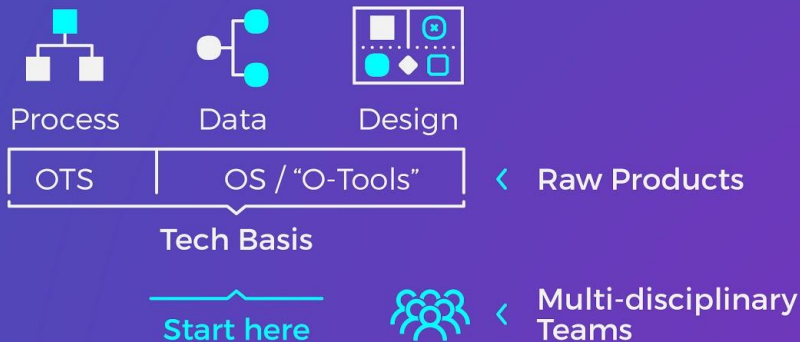 Process
Data
Design
OTS
OS / “O-Tools”
Raw Products
Tech Basis
Start here
Multi-disciplinary
Teams